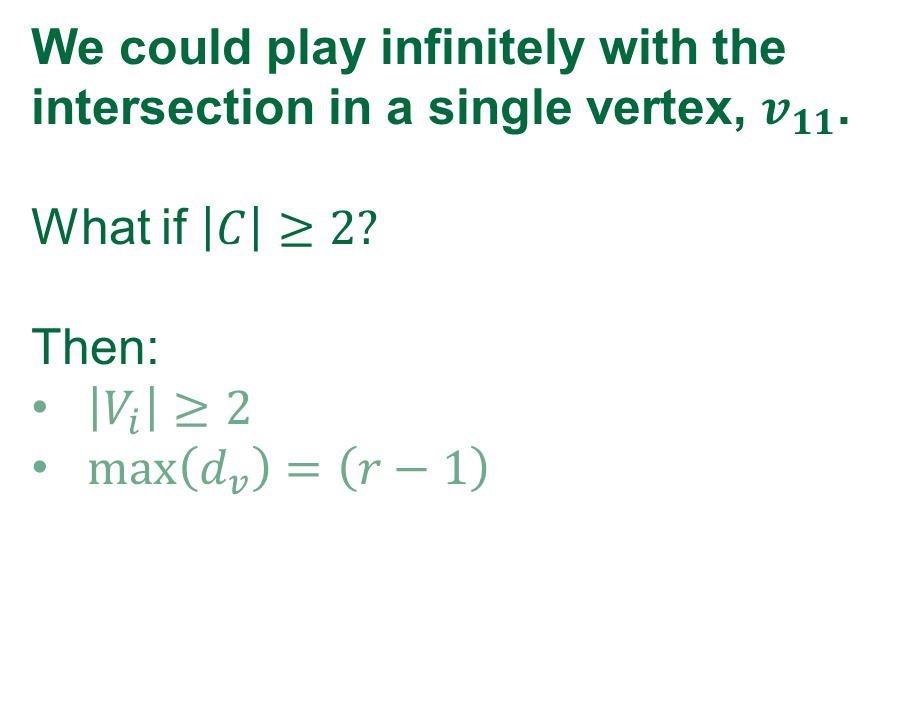 We could play infinitely with the
intersection in a single vertex, 𝒗₁₁.
What if |𝐶| ≥ 2?
Then:
• |𝑉ᵢ| ≥ 2
• max(𝑑ᵥ) = (𝑟 − 1)